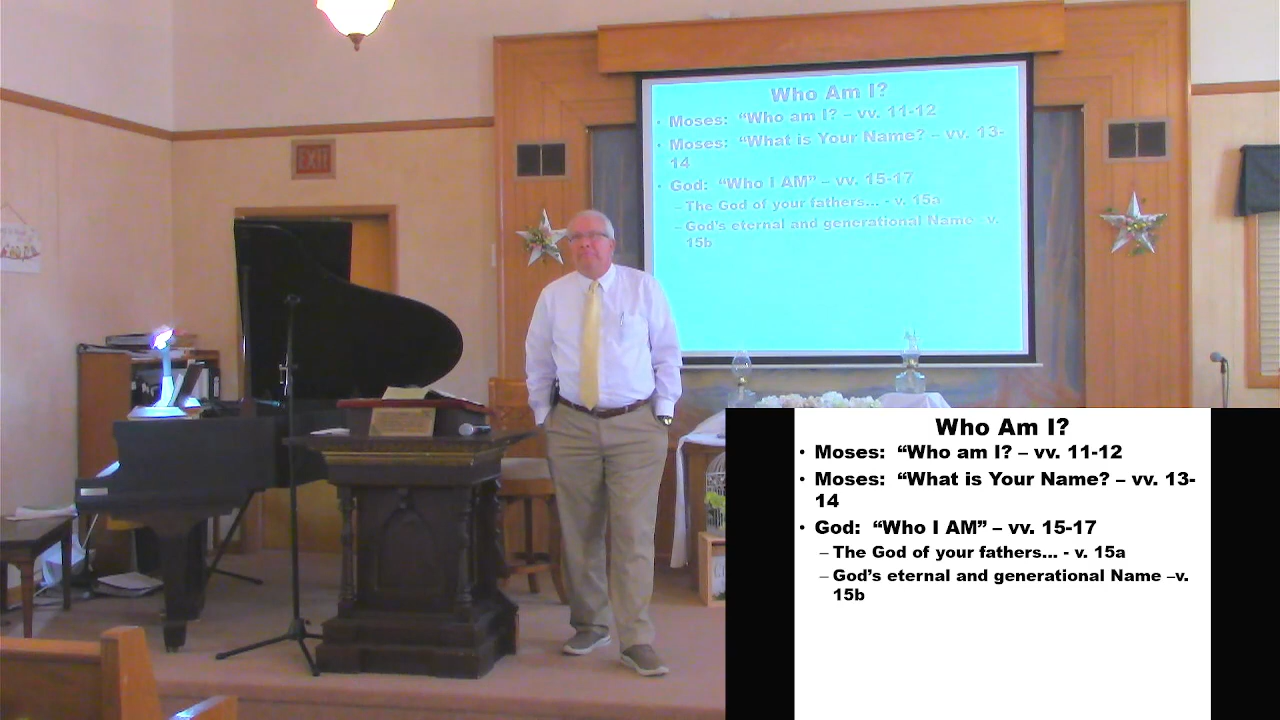 EXIT
Who Am I?
• Moses: “Who am I? – vv. 11-12
• Moses: “What is Your Name? – vv. 13-
14
• God: “Who I AM” – vv. 15-17
– The God of your fathers... - v. 15a
– God’s eternal and generational Name – v.
15b
Who Am I?
• Moses: “Who am I? – vv. 11-12
• Moses: “What is Your Name? – vv. 13-
14
• God: “Who I AM” – vv. 15-17
– The God of your fathers... - v. 15a
– God’s eternal and generational Name –v.
15b